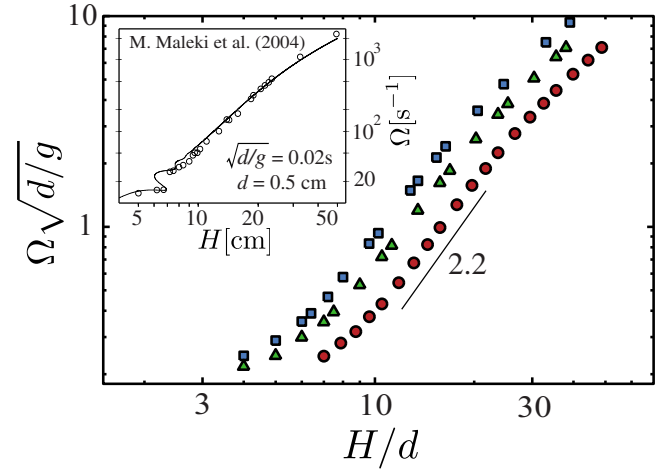 10
1
Ω√d/g
3
10
30
H/d
2.2
M. Maleki et al. (2004)
10³
10²
20
Ω[s⁻¹]
√d/g = 0.02s
d = 0.5 cm
5
10
20
50
H[cm]